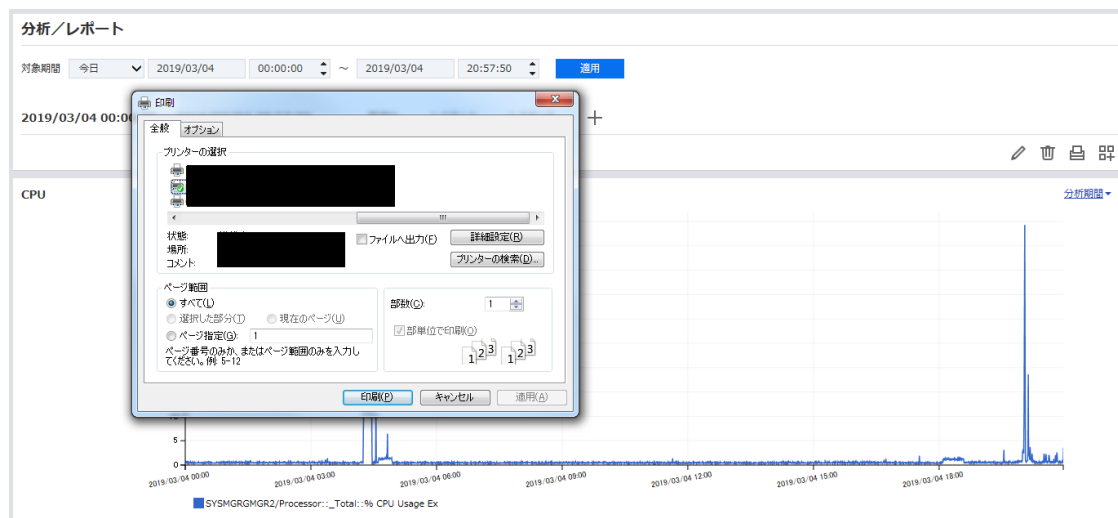 分析／レポート
対象期間 今日 2019/03/04 00:00:00 ～ 2019/03/04 20:57:50 適用
2019/03/04 00:00
印刷
全般 オプション
プリンターの選択
状態:
場所:
コメント:
ファイルへ出力(F)
詳細設定(R)
プリンターの検索(D)...
ページ範囲
すべて(L)
選択した部分(T) 現在のページ(U)
ページ指定(G): 1
ページ番号のみか、またはページ範囲のみを入力し
てください。例: 5-12
部数(C): 1
部単位で印刷(O)
1 2 3 1 2 3
印刷(P) キャンセル 適用(A)
CPU
分析期間
5
0
2019/03/04 00:00 2019/03/04 03:00 2019/03/04 06:00 2019/03/04 09:00 2019/03/04 12:00 2019/03/04 15:00 2019/03/04 18:00
SYSMGRGMGR2/Processor::_Total::% CPU Usage Ex